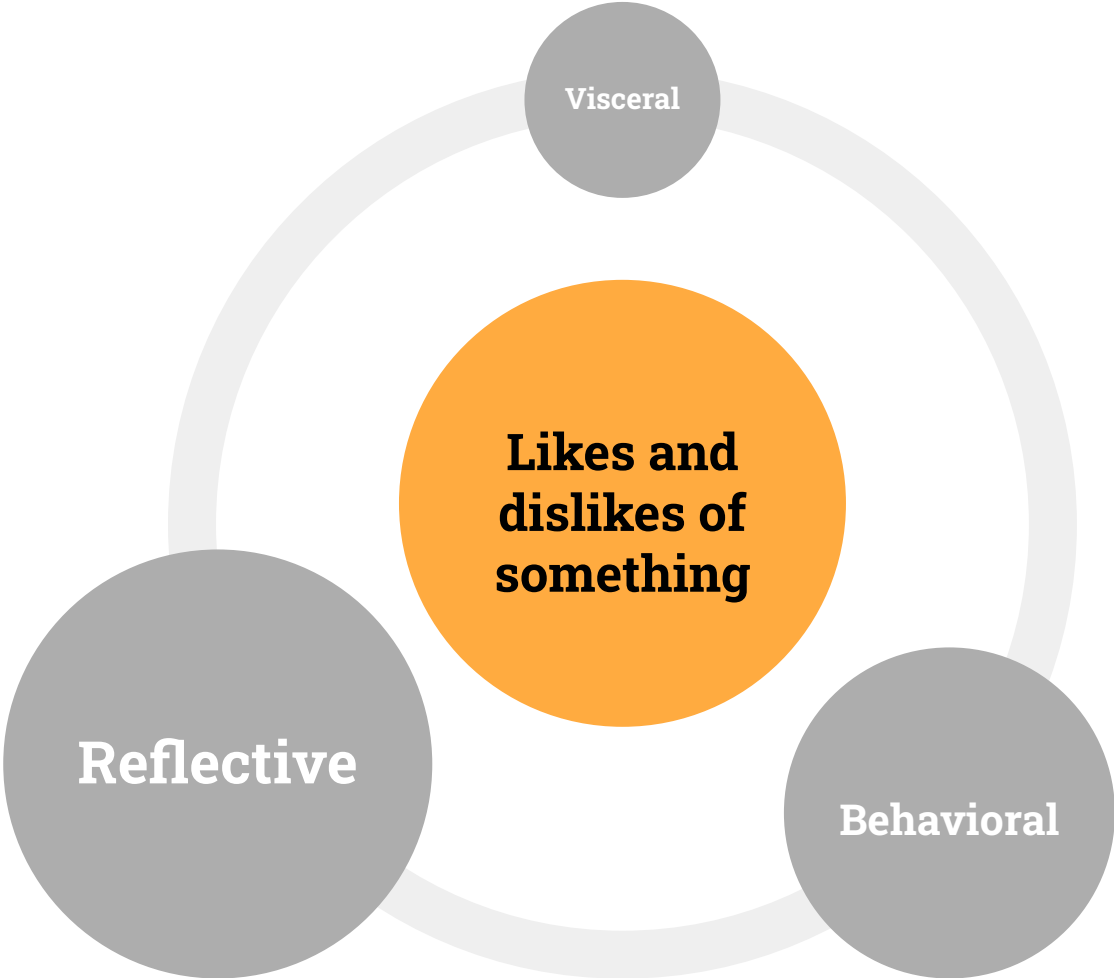 Visceral
Likes and
dislikes of
something
Reflective
Behavioral